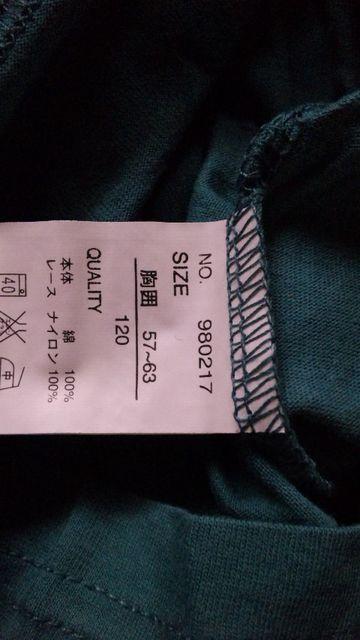 NO. 980217
SIZE
胸囲 57~63
120
QUALITY
本体 綿 100%
レース ナイロン 100%
40
中